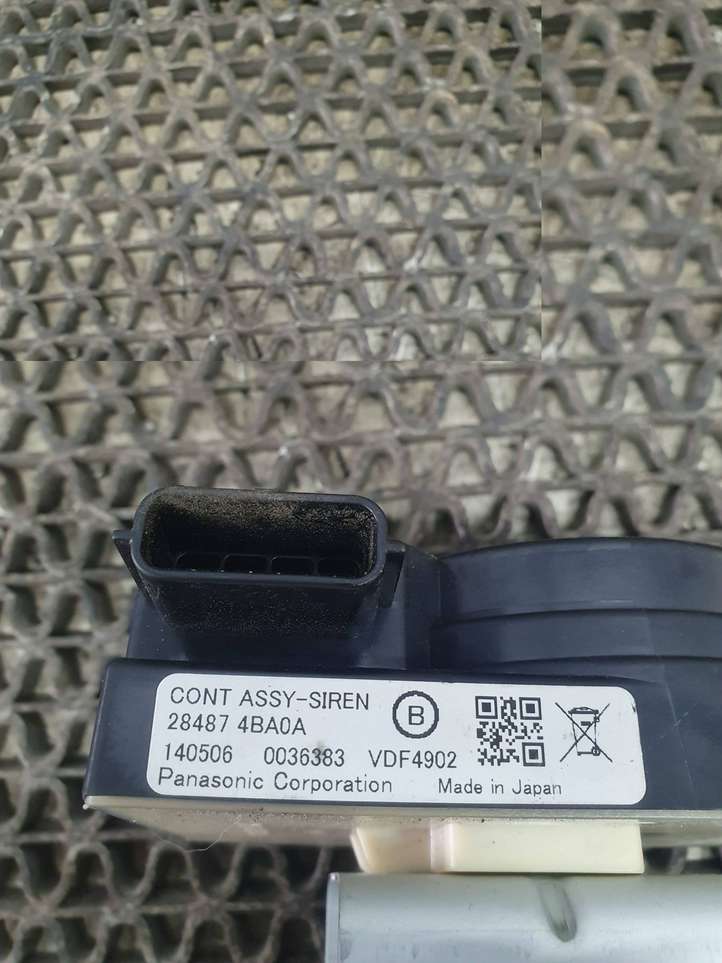 CONT ASSY-SIREN B
28487 4BA0A
140506 0036383 VDF4902
Panasonic Corporation Made in Japan